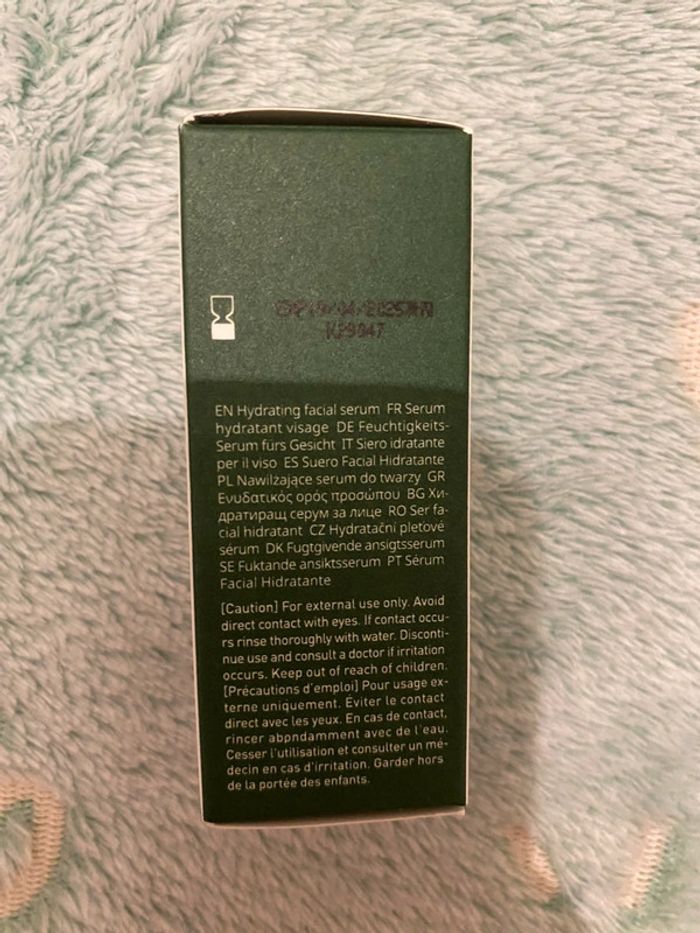 KJ9847
EN Hydrating facial serum FR Serum
hydratant visage DE Feuchtigkeits-
Serum fürs Gesicht IT Siero idratante
per il viso ES Suero Facial Hidratante
PL Nawilżające serum do twarzy GR
Ενυδατικός ορός προσώπου BG Хи-
дратиращ серум за лице RO Ser fa-
cial hidratant CZ Hydratační pletové
sérum DK Fugtgivende ansigtsserum
SE Fuktande ansiktsserum PT Sérum
Facial Hidratante
[Caution] For external use only. Avoid
direct contact with eyes. If contact occu-
rs rinse thoroughly with water. Disconti-
nue use and consult a doctor if irritation
occurs. Keep out of reach of children.
[Précautions d'emploi] Pour usage ex-
terne uniquement. Éviter le contact
direct avec les yeux. En cas de contact,
rincer abpndamment avec de l'eau.
Cesser l'utilisation et consulter un mé-
decin en cas d'irritation. Garder hors
de la portée des enfants.